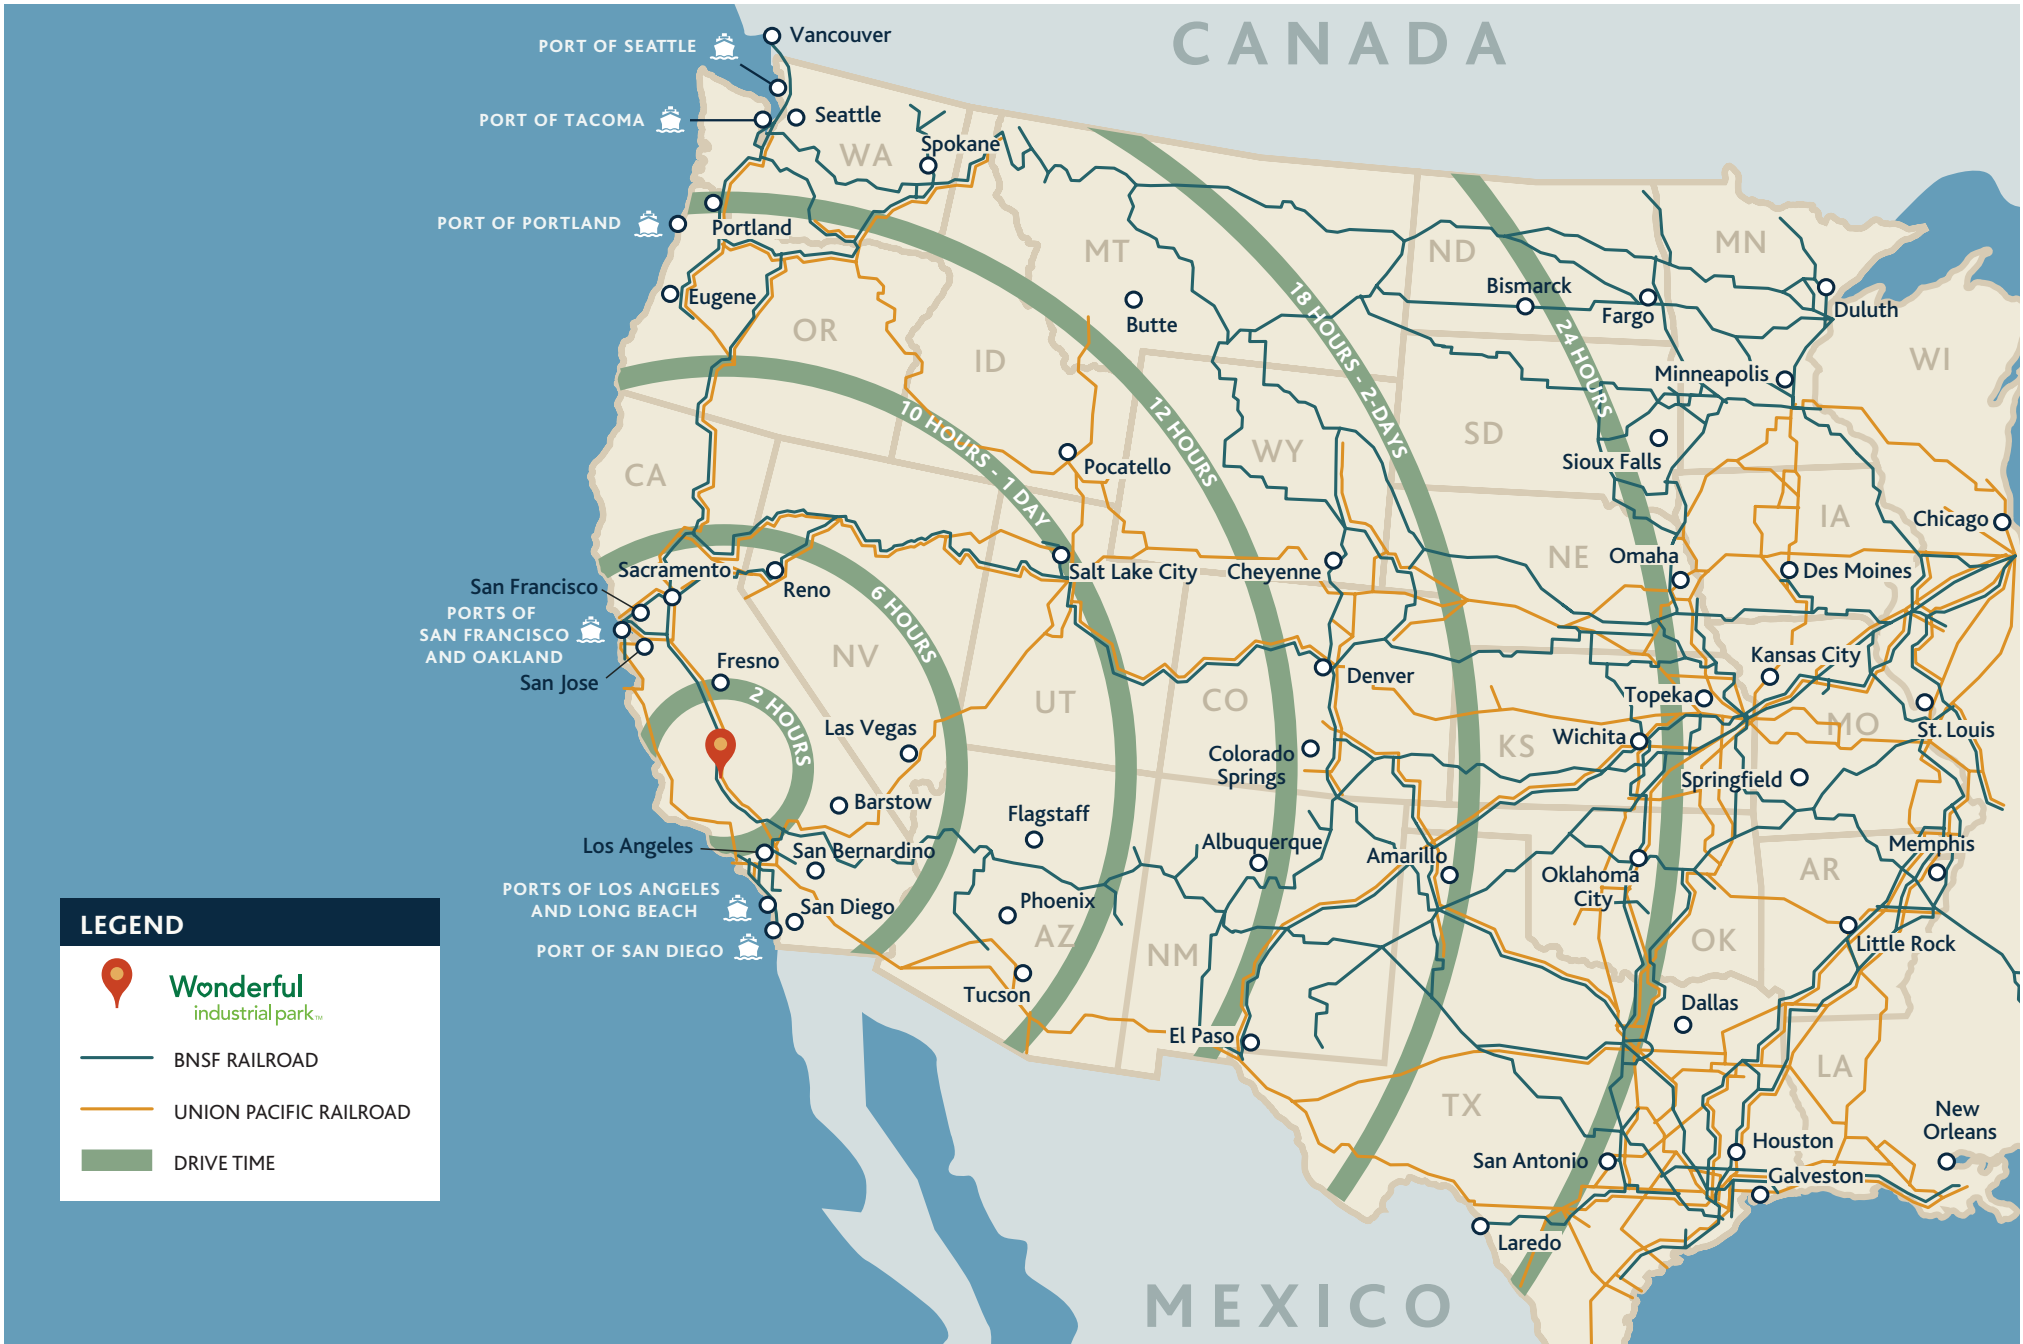 CANADA
PORT OF SEATTLE
Vancouver
PORT OF TACOMA
Seattle
WA
Spokane
PORT OF PORTLAND
Portland
MT
ND
MN
Eugene
Butte
Bismarck
Fargo
Duluth
OR
ID
18 HOURS - 2-DAYS
24 HOURS
WI
Minneapolis
10 HOURS - 1 DAY
12 HOURS
CA
Pocatello
WY
SD
Sioux Falls
IA
Chicago
Sacramento
Reno
Salt Lake City
Cheyenne
NE
Omaha
Des Moines
San Francisco
PORTS OF
SAN FRANCISCO
AND OAKLAND
San Jose
6 HOURS
Fresno
NV
UT
CO
Denver
Kansas City
Topeka
2 HOURS
Las Vegas
Colorado
Springs
KS
Wichita
MO
St. Louis
Springfield
Barstow
Flagstaff
Los Angeles
San Bernardino
Albuquerque
Amarillo
Oklahoma
City
AR
Memphis
PORTS OF LOS ANGELES
AND LONG BEACH
San Diego
Phoenix
AZ
NM
OK
Little Rock
PORT OF SAN DIEGO
Tucson
El Paso
Dallas
TX
LA
New
Orleans
San Antonio
Houston
Galveston
Laredo
MEXICO
LEGEND
Wonderful
industrial park™
BNSF RAILROAD
UNION PACIFIC RAILROAD
DRIVE TIME